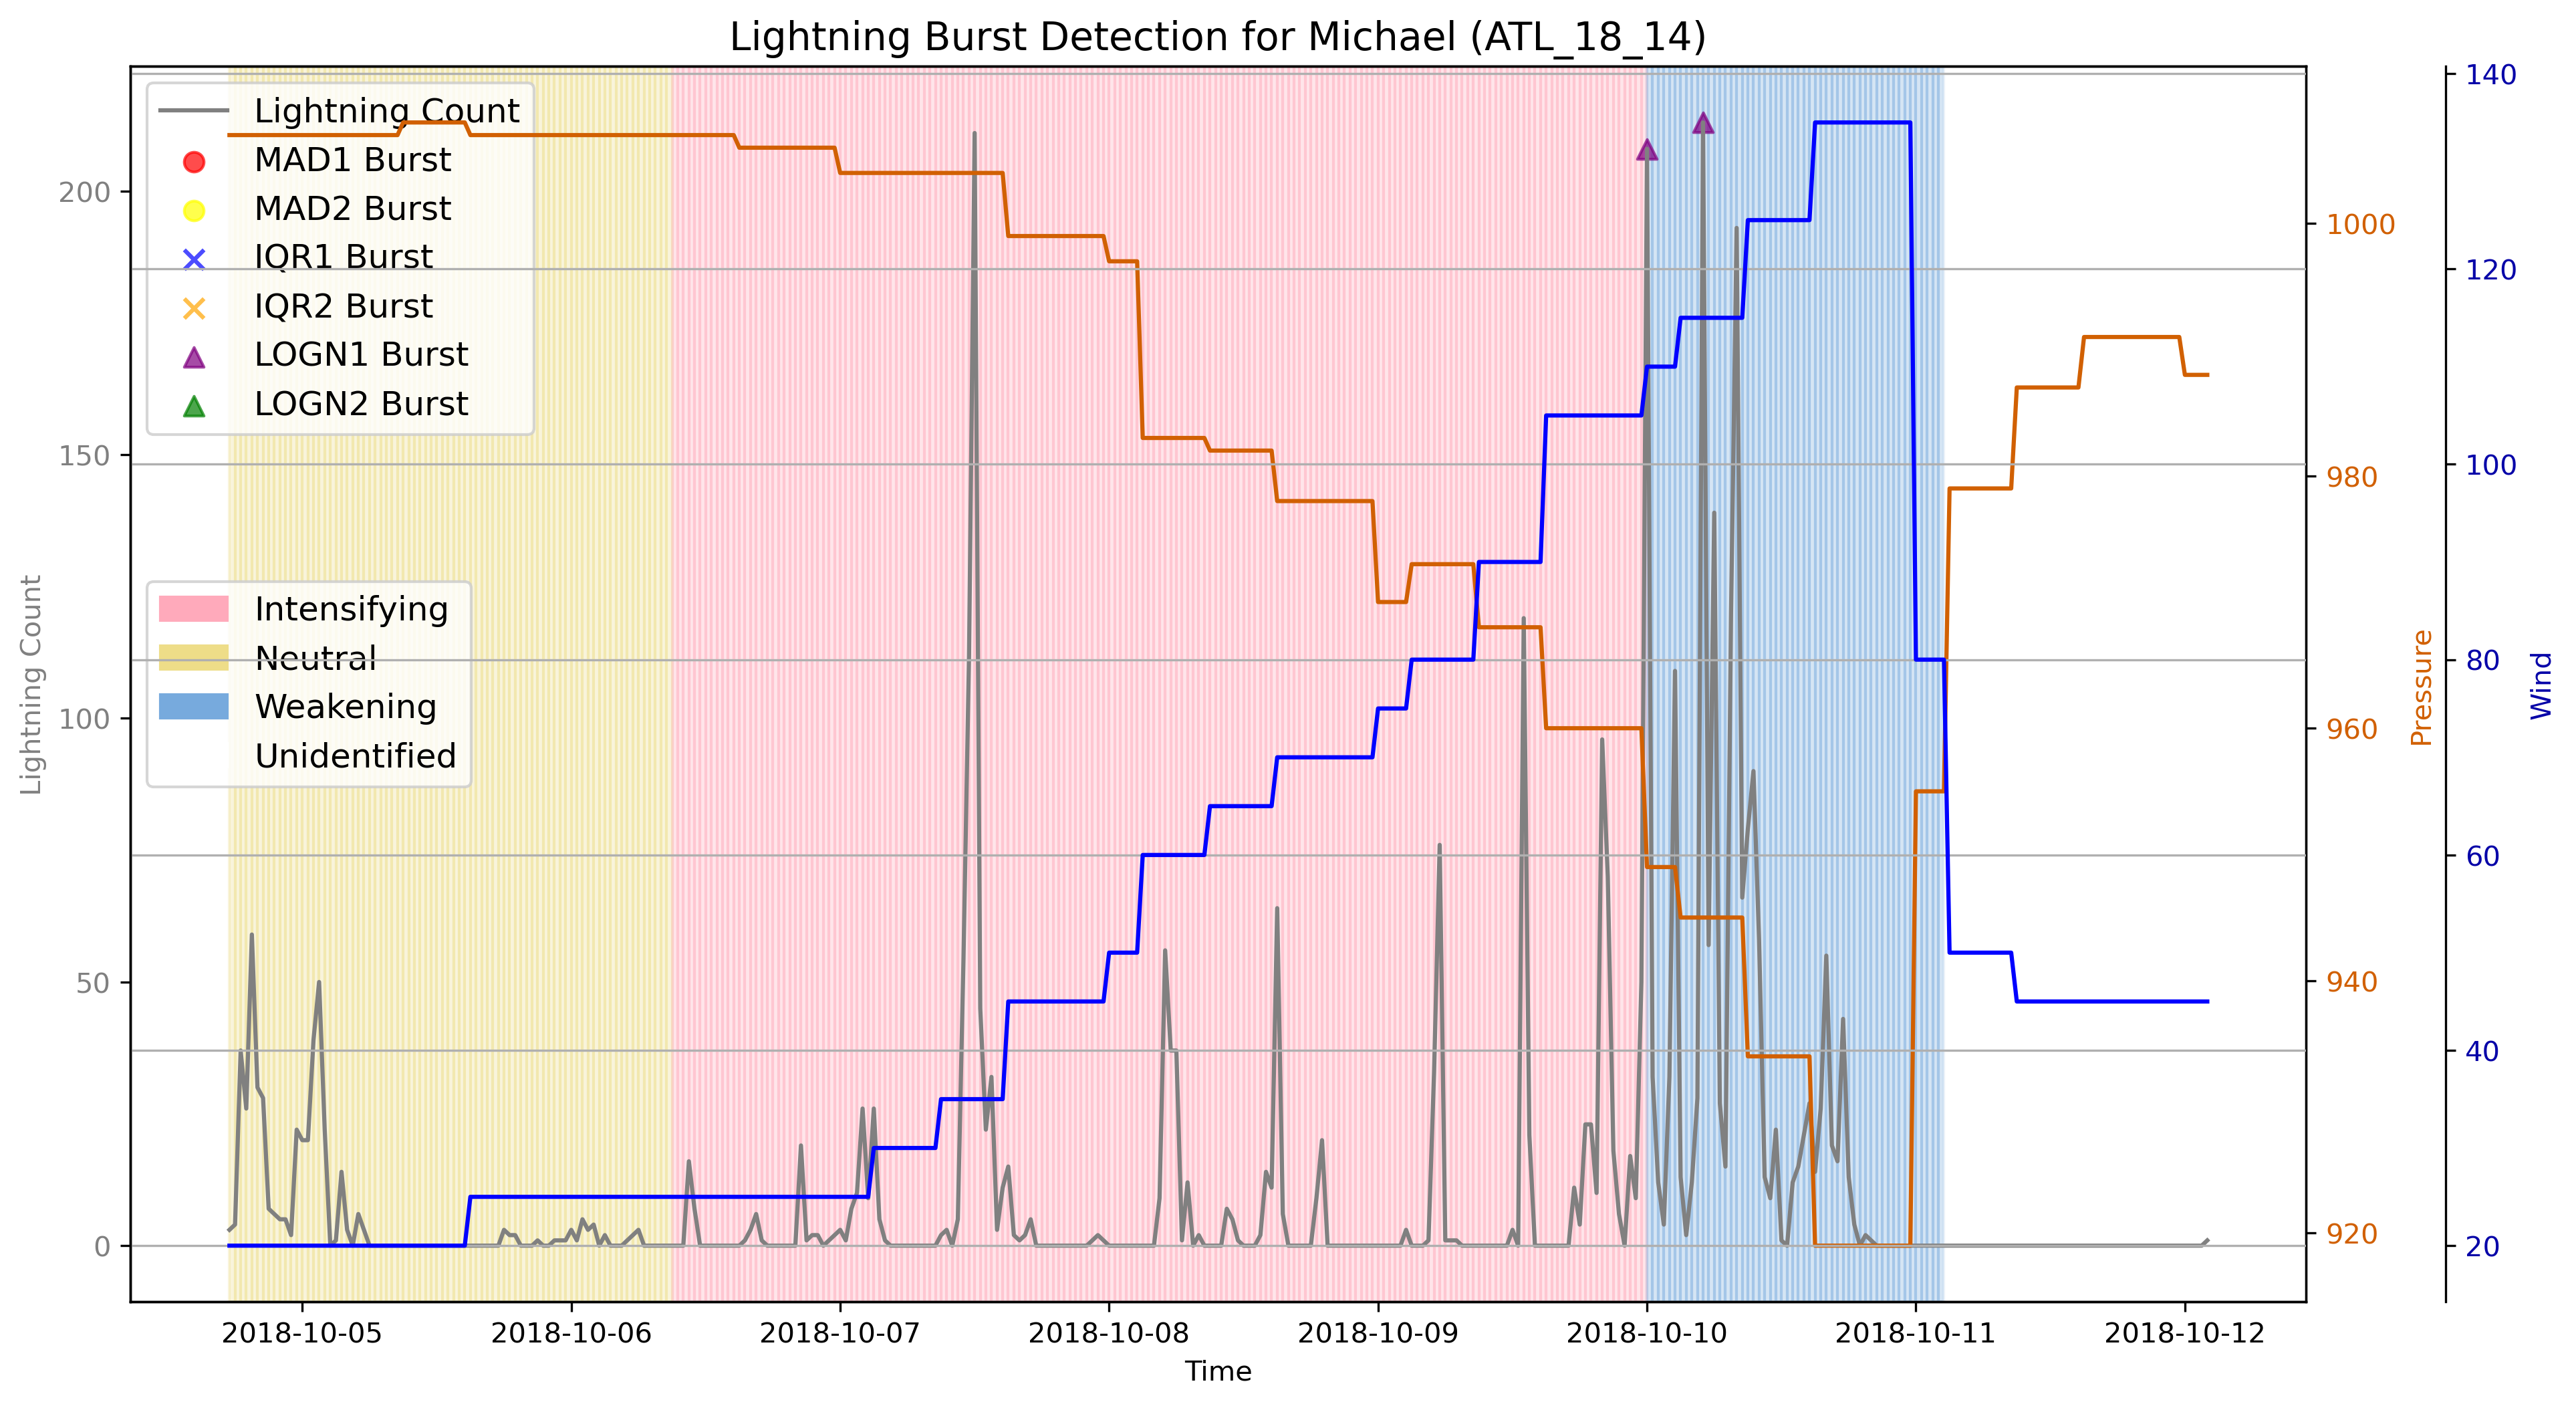 Lightning Burst Detection for Michael (ATL_18_14)
Lightning Count
MAD1 Burst
MAD2 Burst
IQR1 Burst
IQR2 Burst
LOGN1 Burst
LOGN2 Burst
Intensifying
Neutral
Weakening
Unidentified
Lightning Count
200
150
100
50
0
1000
980
960
940
920
Pressure
140
120
100
80
60
40
20
Wind
2018-10-05 2018-10-06 2018-10-07 2018-10-08 2018-10-09 2018-10-10 2018-10-11 2018-10-12
Time